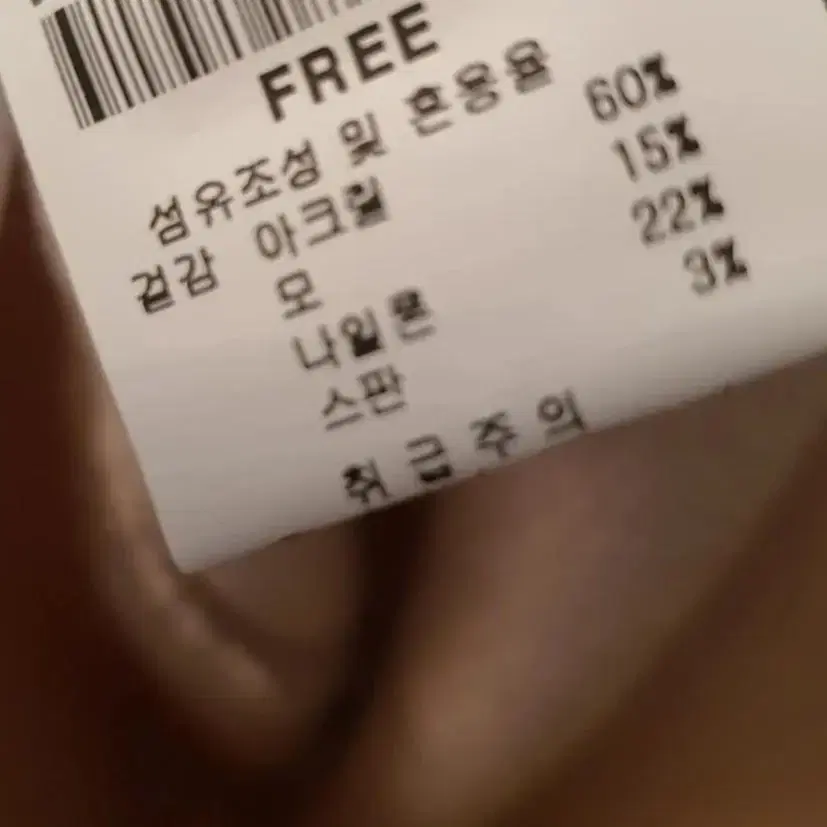 FREE
섬유조성 및 혼용율
겉감 아크릴 60%
모 15%
나일론 22%
스판 3%
취급주의